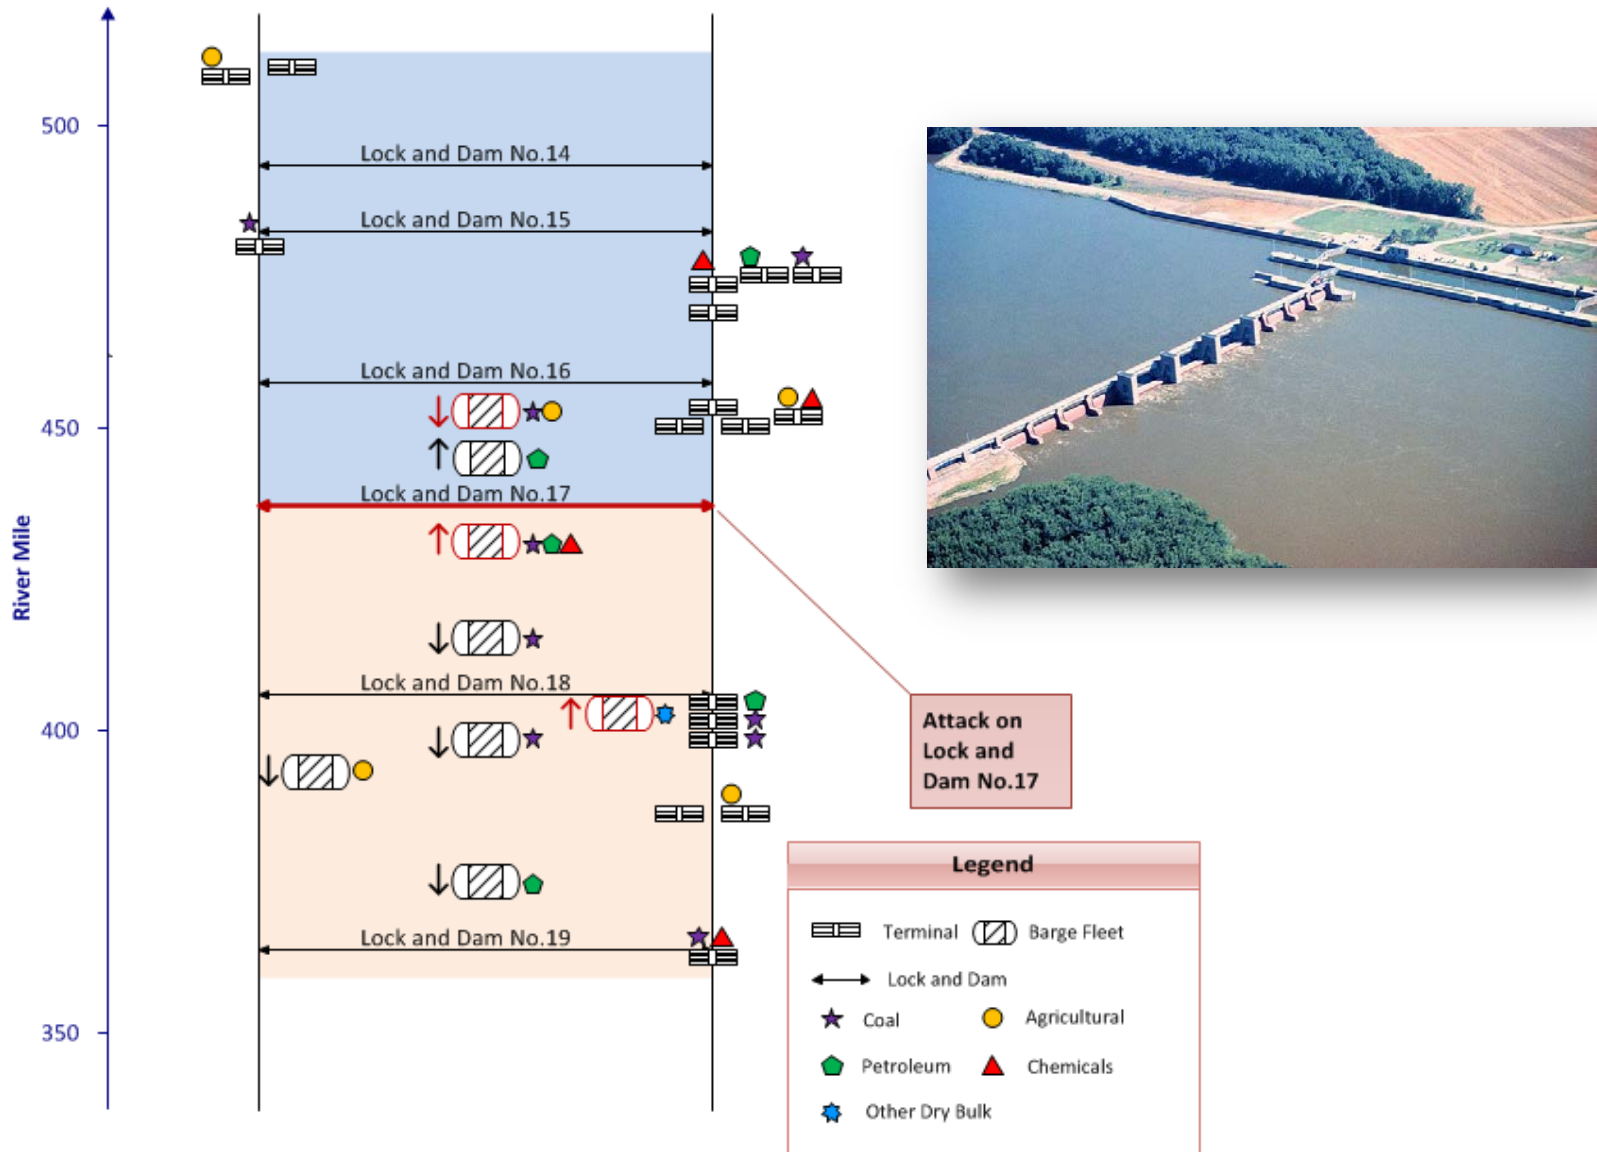 500
Lock and Dam No.14
Lock and Dam No.15
Lock and Dam No.16
450
Lock and Dam No.17
River Mile
Lock and Dam No.18
400
Attack on
Lock and
Dam No.17
Lock and Dam No.19
350
Legend
Terminal
Barge Fleet
Lock and Dam
Coal
Agricultural
Petroleum
Chemicals
Other Dry Bulk